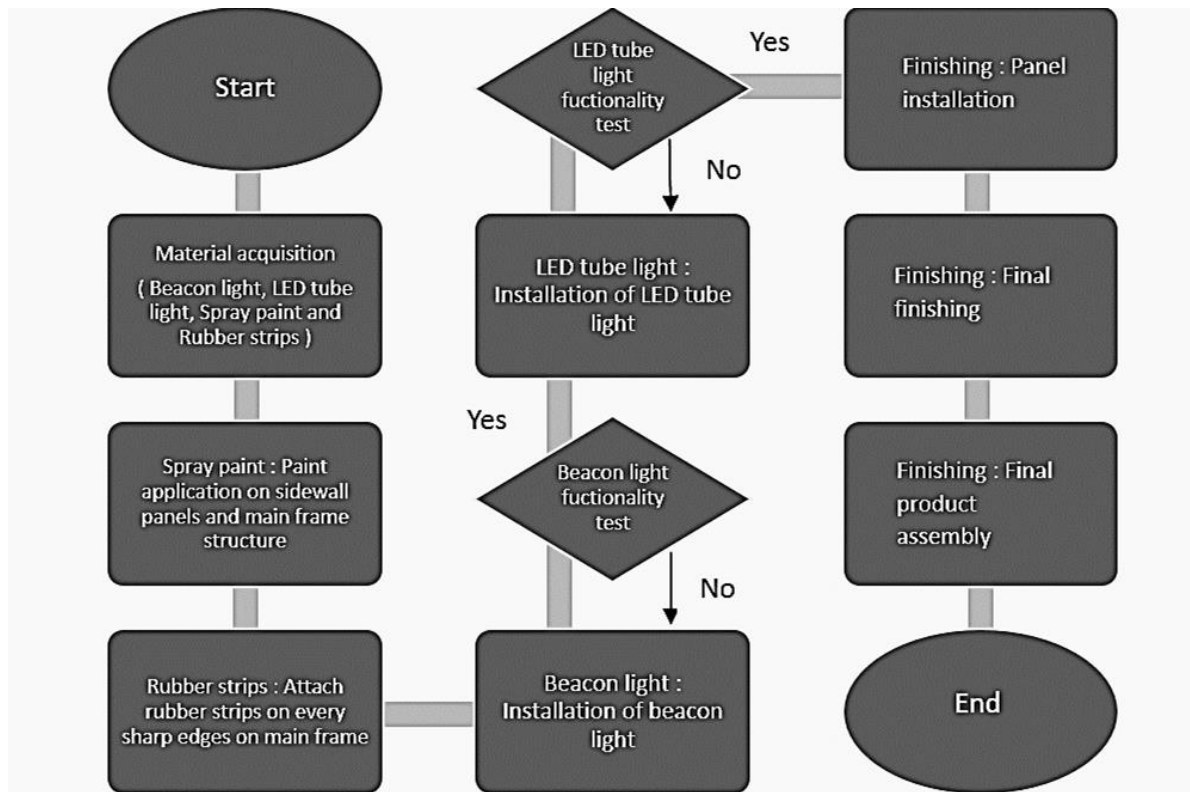 Start
Material acquisition
( Beacon light, LED tube
light, Spray paint and
Rubber strips )
Spray paint : Paint
application on sidewall
panels and main frame
structure
Rubber strips : Attach
rubber strips on every
sharp edges on main frame
Beacon light :
Installation of beacon
light
No
Beacon light
fuctionality
test
Yes
LED tube light :
Installation of LED tube
light
No
LED tube
light
fuctionality
test
Yes
Finishing : Panel
installation
Finishing : Final
finishing
Finishing : Final
product
assembly
End